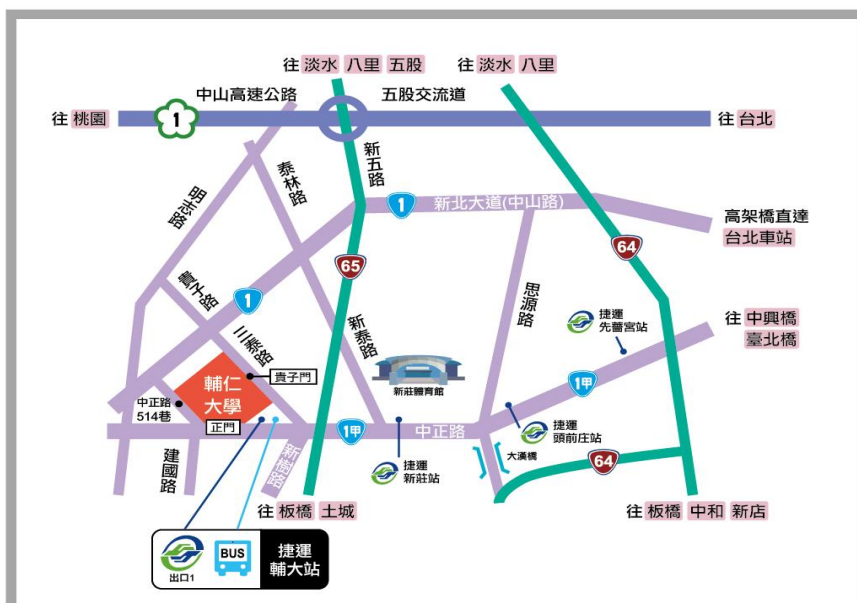 往 淡水 八里 五股
往 淡水 八里
中山高速公路
五股交流道
往 桃園
1
往 台北
新五路
泰林路
明志路
1
新北大道(中山路)
高架橋直達
台北車站
64
65
貴子路
1
思源路
捷運
先嗇宮站
往 中興橋
臺北橋
三泰路
新泰路
新莊體育館
1甲
貴子門
輔仁
大學
中正路
514巷
正門
1甲
中正路
捷運
頭前庄站
大漢橋
建國路
新樹路
捷運
新莊站
64
往 板橋 土城
往 板橋 中和 新店
出口1
BUS
捷運
輔大站